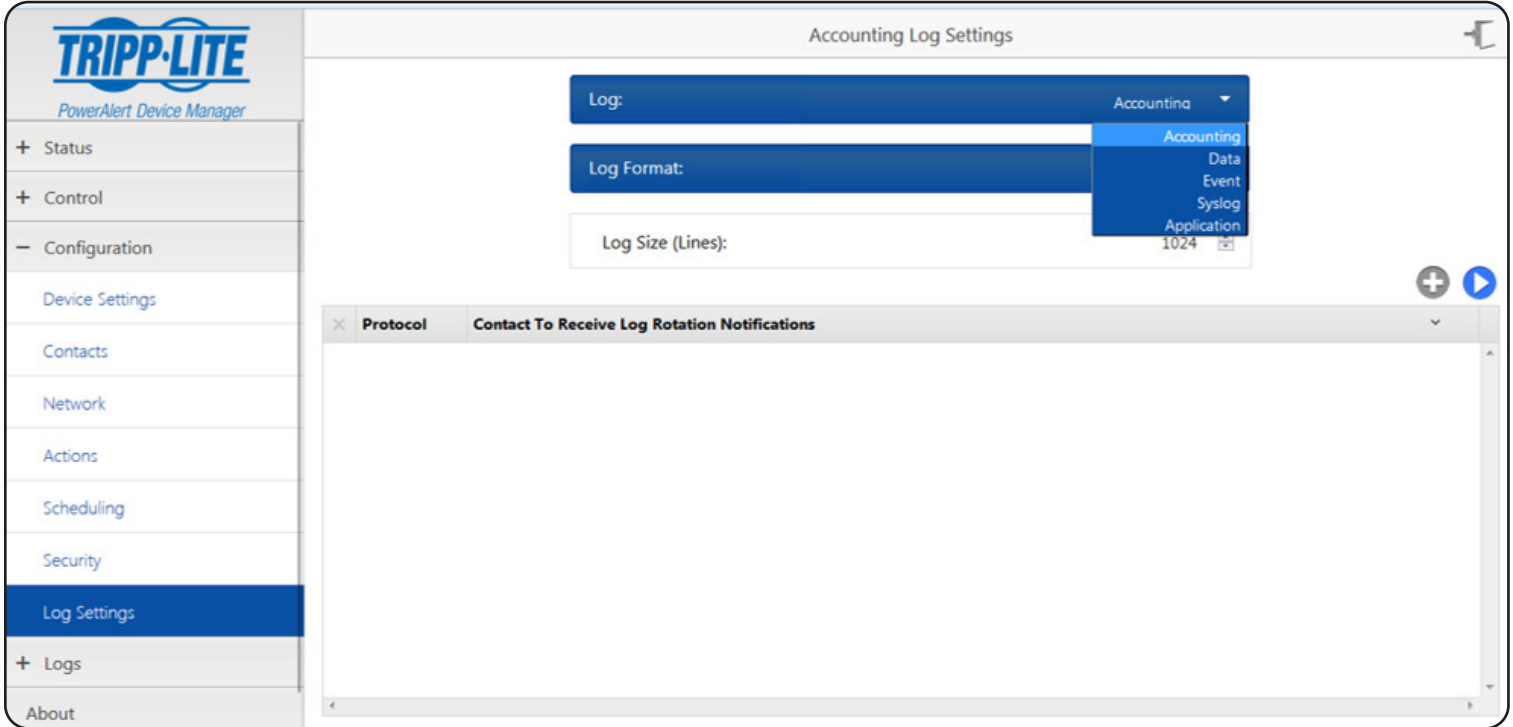 TRIPP·LITE
PowerAlert Device Manager
+ Status
+ Control
− Configuration
Device Settings
Contacts
Network
Actions
Scheduling
Security
Log Settings
+ Logs
About
Accounting Log Settings
Log: Accounting
Accounting
Data
Event
Syslog
Application
Log Format:
Log Size (Lines): 1024
Protocol Contact To Receive Log Rotation Notifications